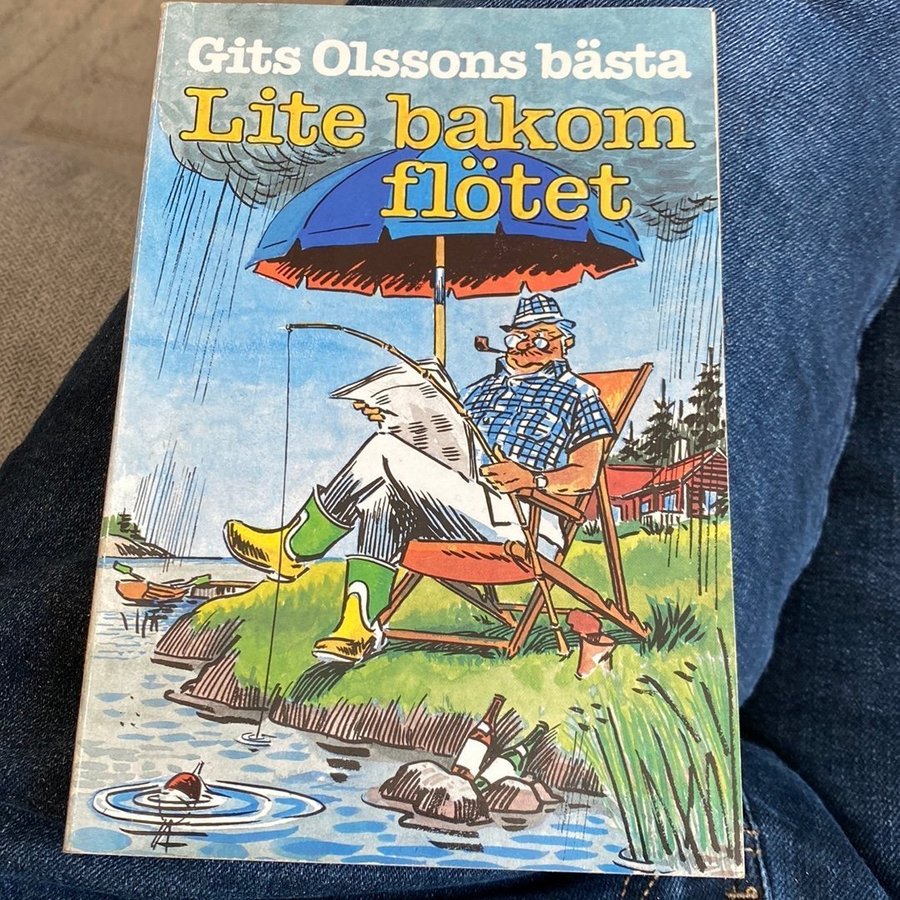 Gits Olssons bästa
Lite bakom
flötet